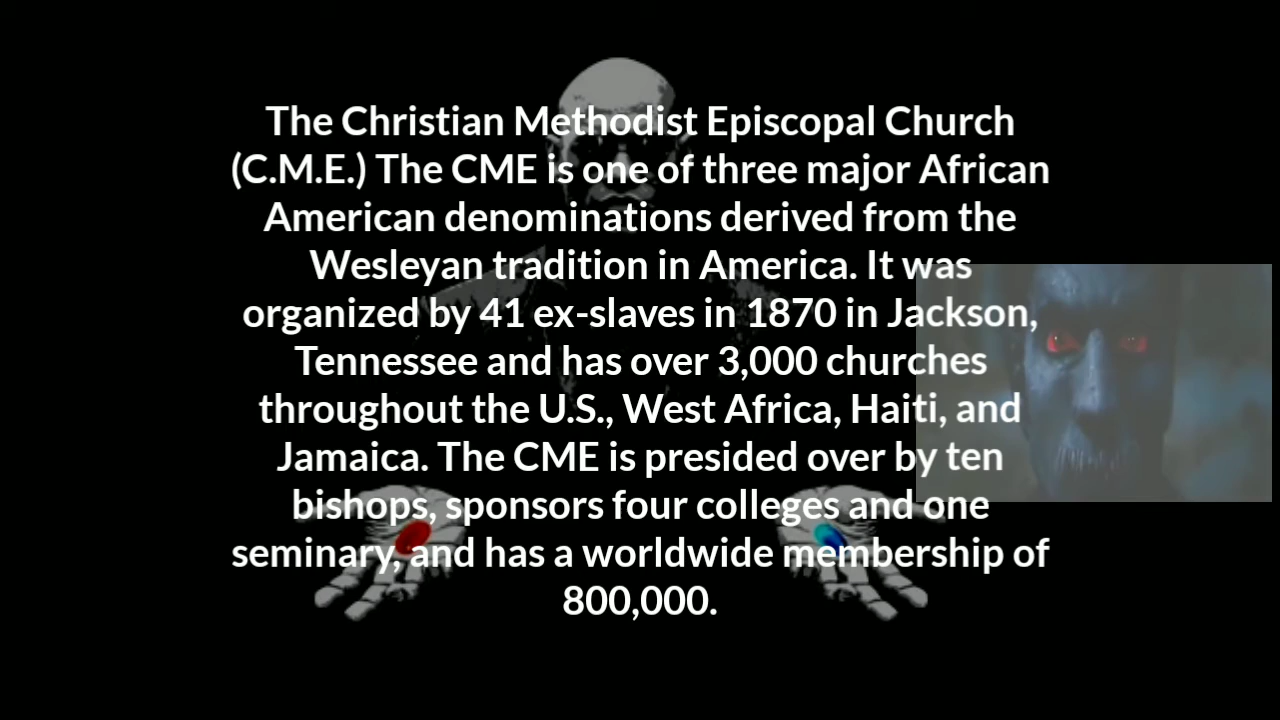 The Christian Methodist Episcopal Church
(C.M.E.) The CME is one of three major African
American denominations derived from the
Wesleyan tradition in America. It was
organized by 41 ex-slaves in 1870 in Jackson,
Tennessee and has over 3,000 churches
throughout the U.S., West Africa, Haiti, and
Jamaica. The CME is presided over by ten
bishops, sponsors four colleges and one
seminary, and has a worldwide membership of
800,000.